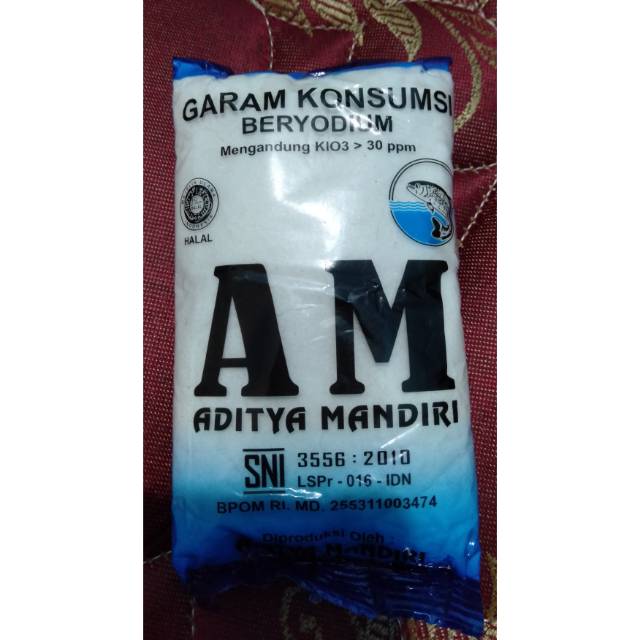 GARAM KONSUMSI
BERYODIUM
Mengandung KIO3 > 30 ppm
HALAL
A M
ADITYA MANDIRI
SNI 3556 : 2010
LSPr - 016 - IDN
BPOM RI. MD. 255311003474
Diproduksi Oleh :
MANDIRI